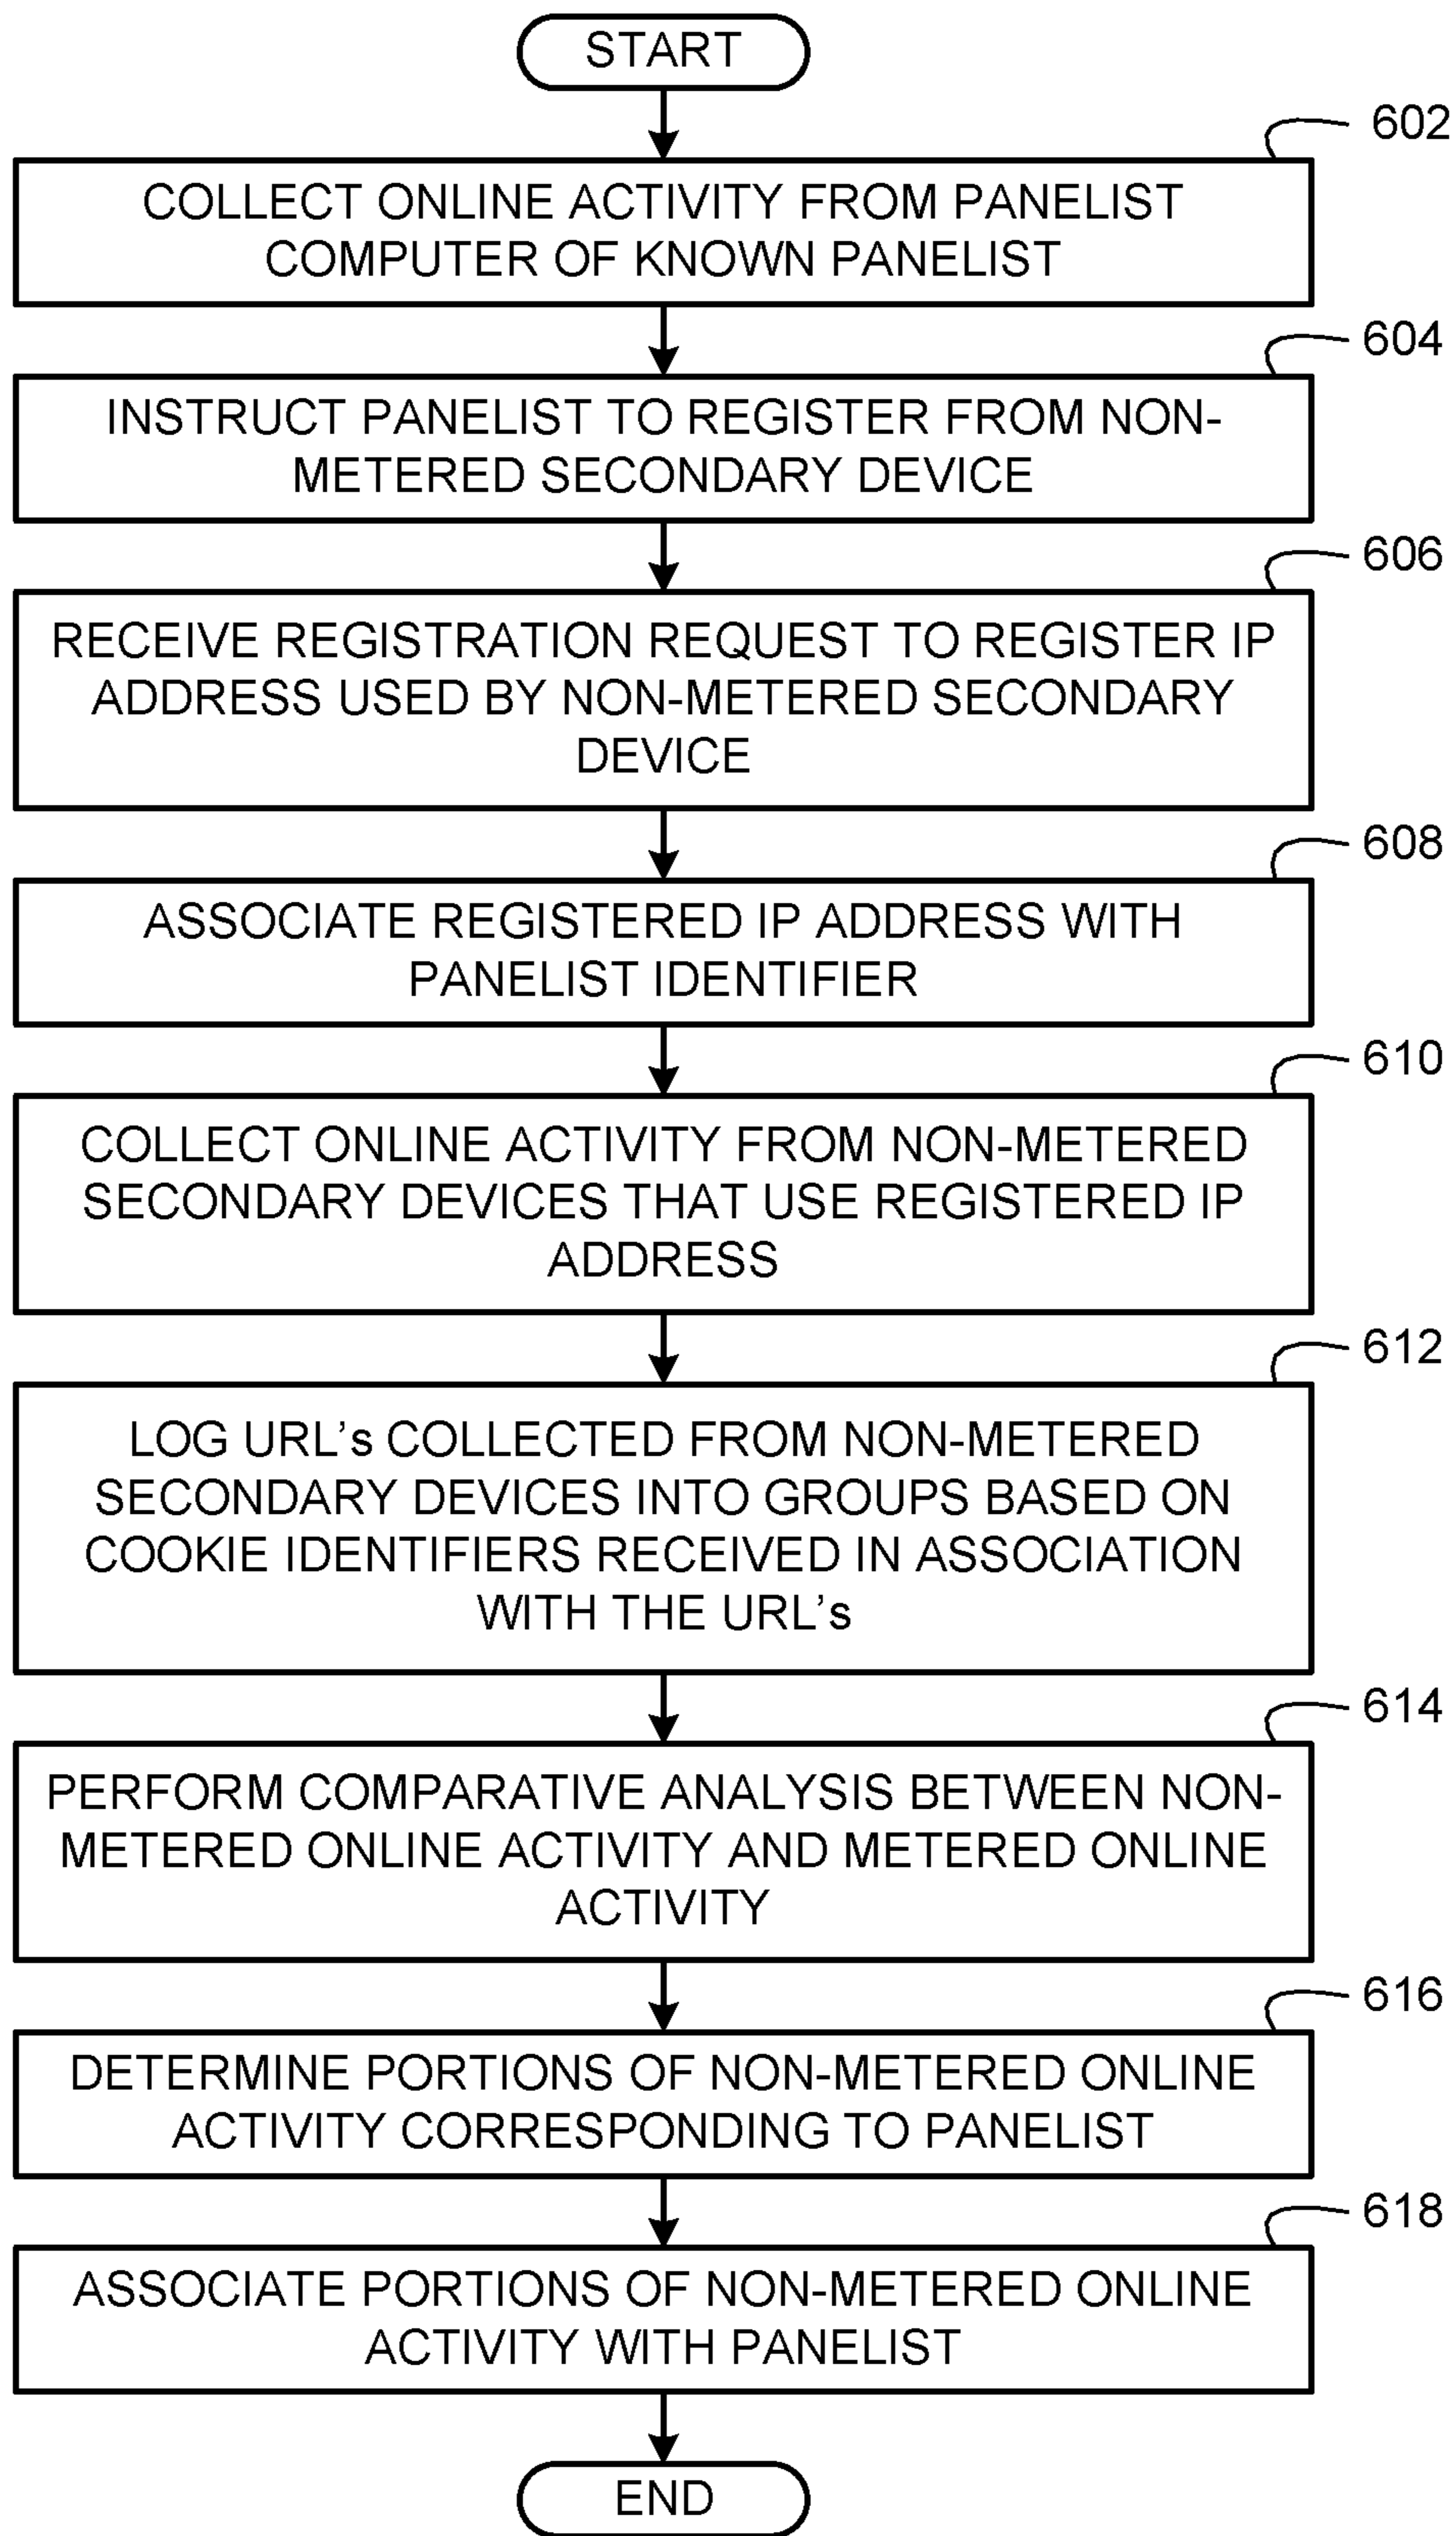 START
602
COLLECT ONLINE ACTIVITY FROM PANELIST
COMPUTER OF KNOWN PANELIST
604
INSTRUCT PANELIST TO REGISTER FROM NON-
METERED SECONDARY DEVICE
606
RECEIVE REGISTRATION REQUEST TO REGISTER IP
ADDRESS USED BY NON-METERED SECONDARY
DEVICE
608
ASSOCIATE REGISTERED IP ADDRESS WITH
PANELIST IDENTIFIER
610
COLLECT ONLINE ACTIVITY FROM NON-METERED
SECONDARY DEVICES THAT USE REGISTERED IP
ADDRESS
612
LOG URL’s COLLECTED FROM NON-METERED
SECONDARY DEVICES INTO GROUPS BASED ON
COOKIE IDENTIFIERS RECEIVED IN ASSOCIATION
WITH THE URL’s
614
PERFORM COMPARATIVE ANALYSIS BETWEEN NON-
METERED ONLINE ACTIVITY AND METERED ONLINE
ACTIVITY
616
DETERMINE PORTIONS OF NON-METERED ONLINE
ACTIVITY CORRESPONDING TO PANELIST
618
ASSOCIATE PORTIONS OF NON-METERED ONLINE
ACTIVITY WITH PANELIST
END